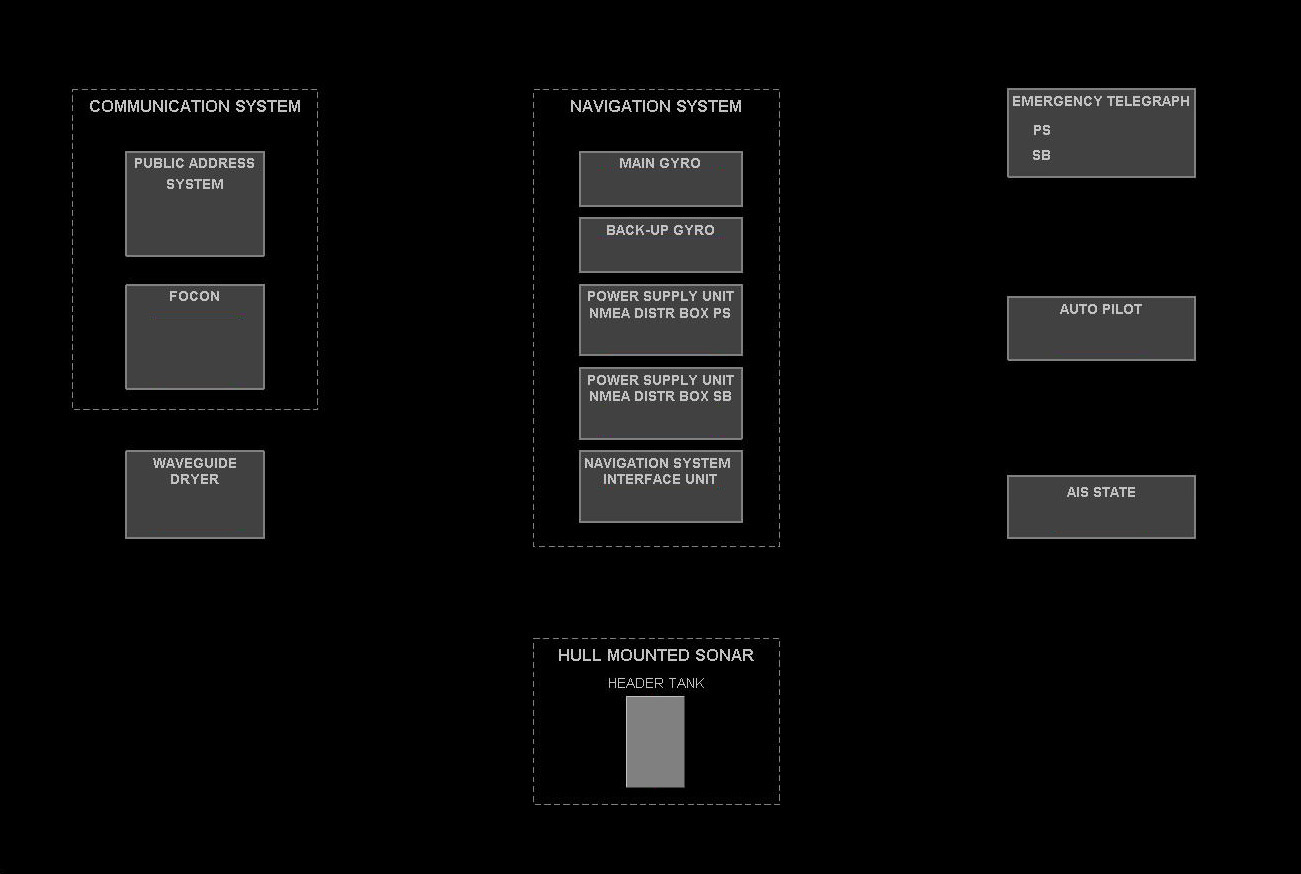 COMMUNICATION SYSTEM
PUBLIC ADDRESS
SYSTEM
FOCON
WAVEGUIDE
DRYER
NAVIGATION SYSTEM
MAIN GYRO
BACK-UP GYRO
POWER SUPPLY UNIT
NMEA DISTR BOX PS
POWER SUPPLY UNIT
NMEA DISTR BOX SB
NAVIGATION SYSTEM
INTERFACE UNIT
HULL MOUNTED SONAR
HEADER TANK
EMERGENCY TELEGRAPH
PS
SB
AUTO PILOT
AIS STATE